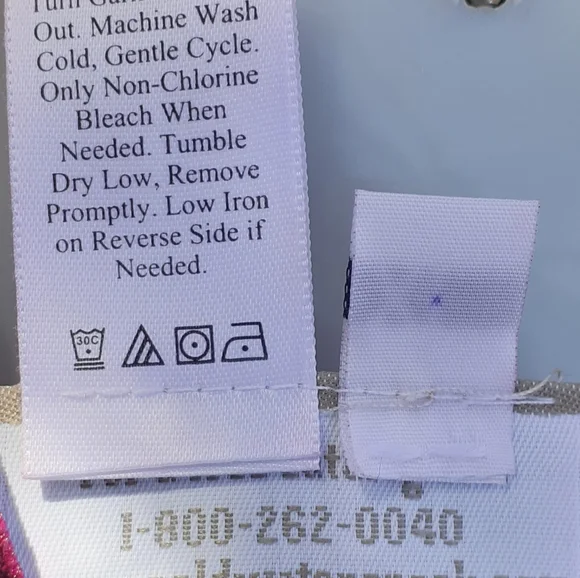 Turn
Out. Machine Wash
Cold, Gentle Cycle.
Only Non-Chlorine
Bleach When
Needed. Tumble
Dry Low, Remove
Promptly. Low Iron
on Reverse Side if
Needed.
30C
1-800-262-0040